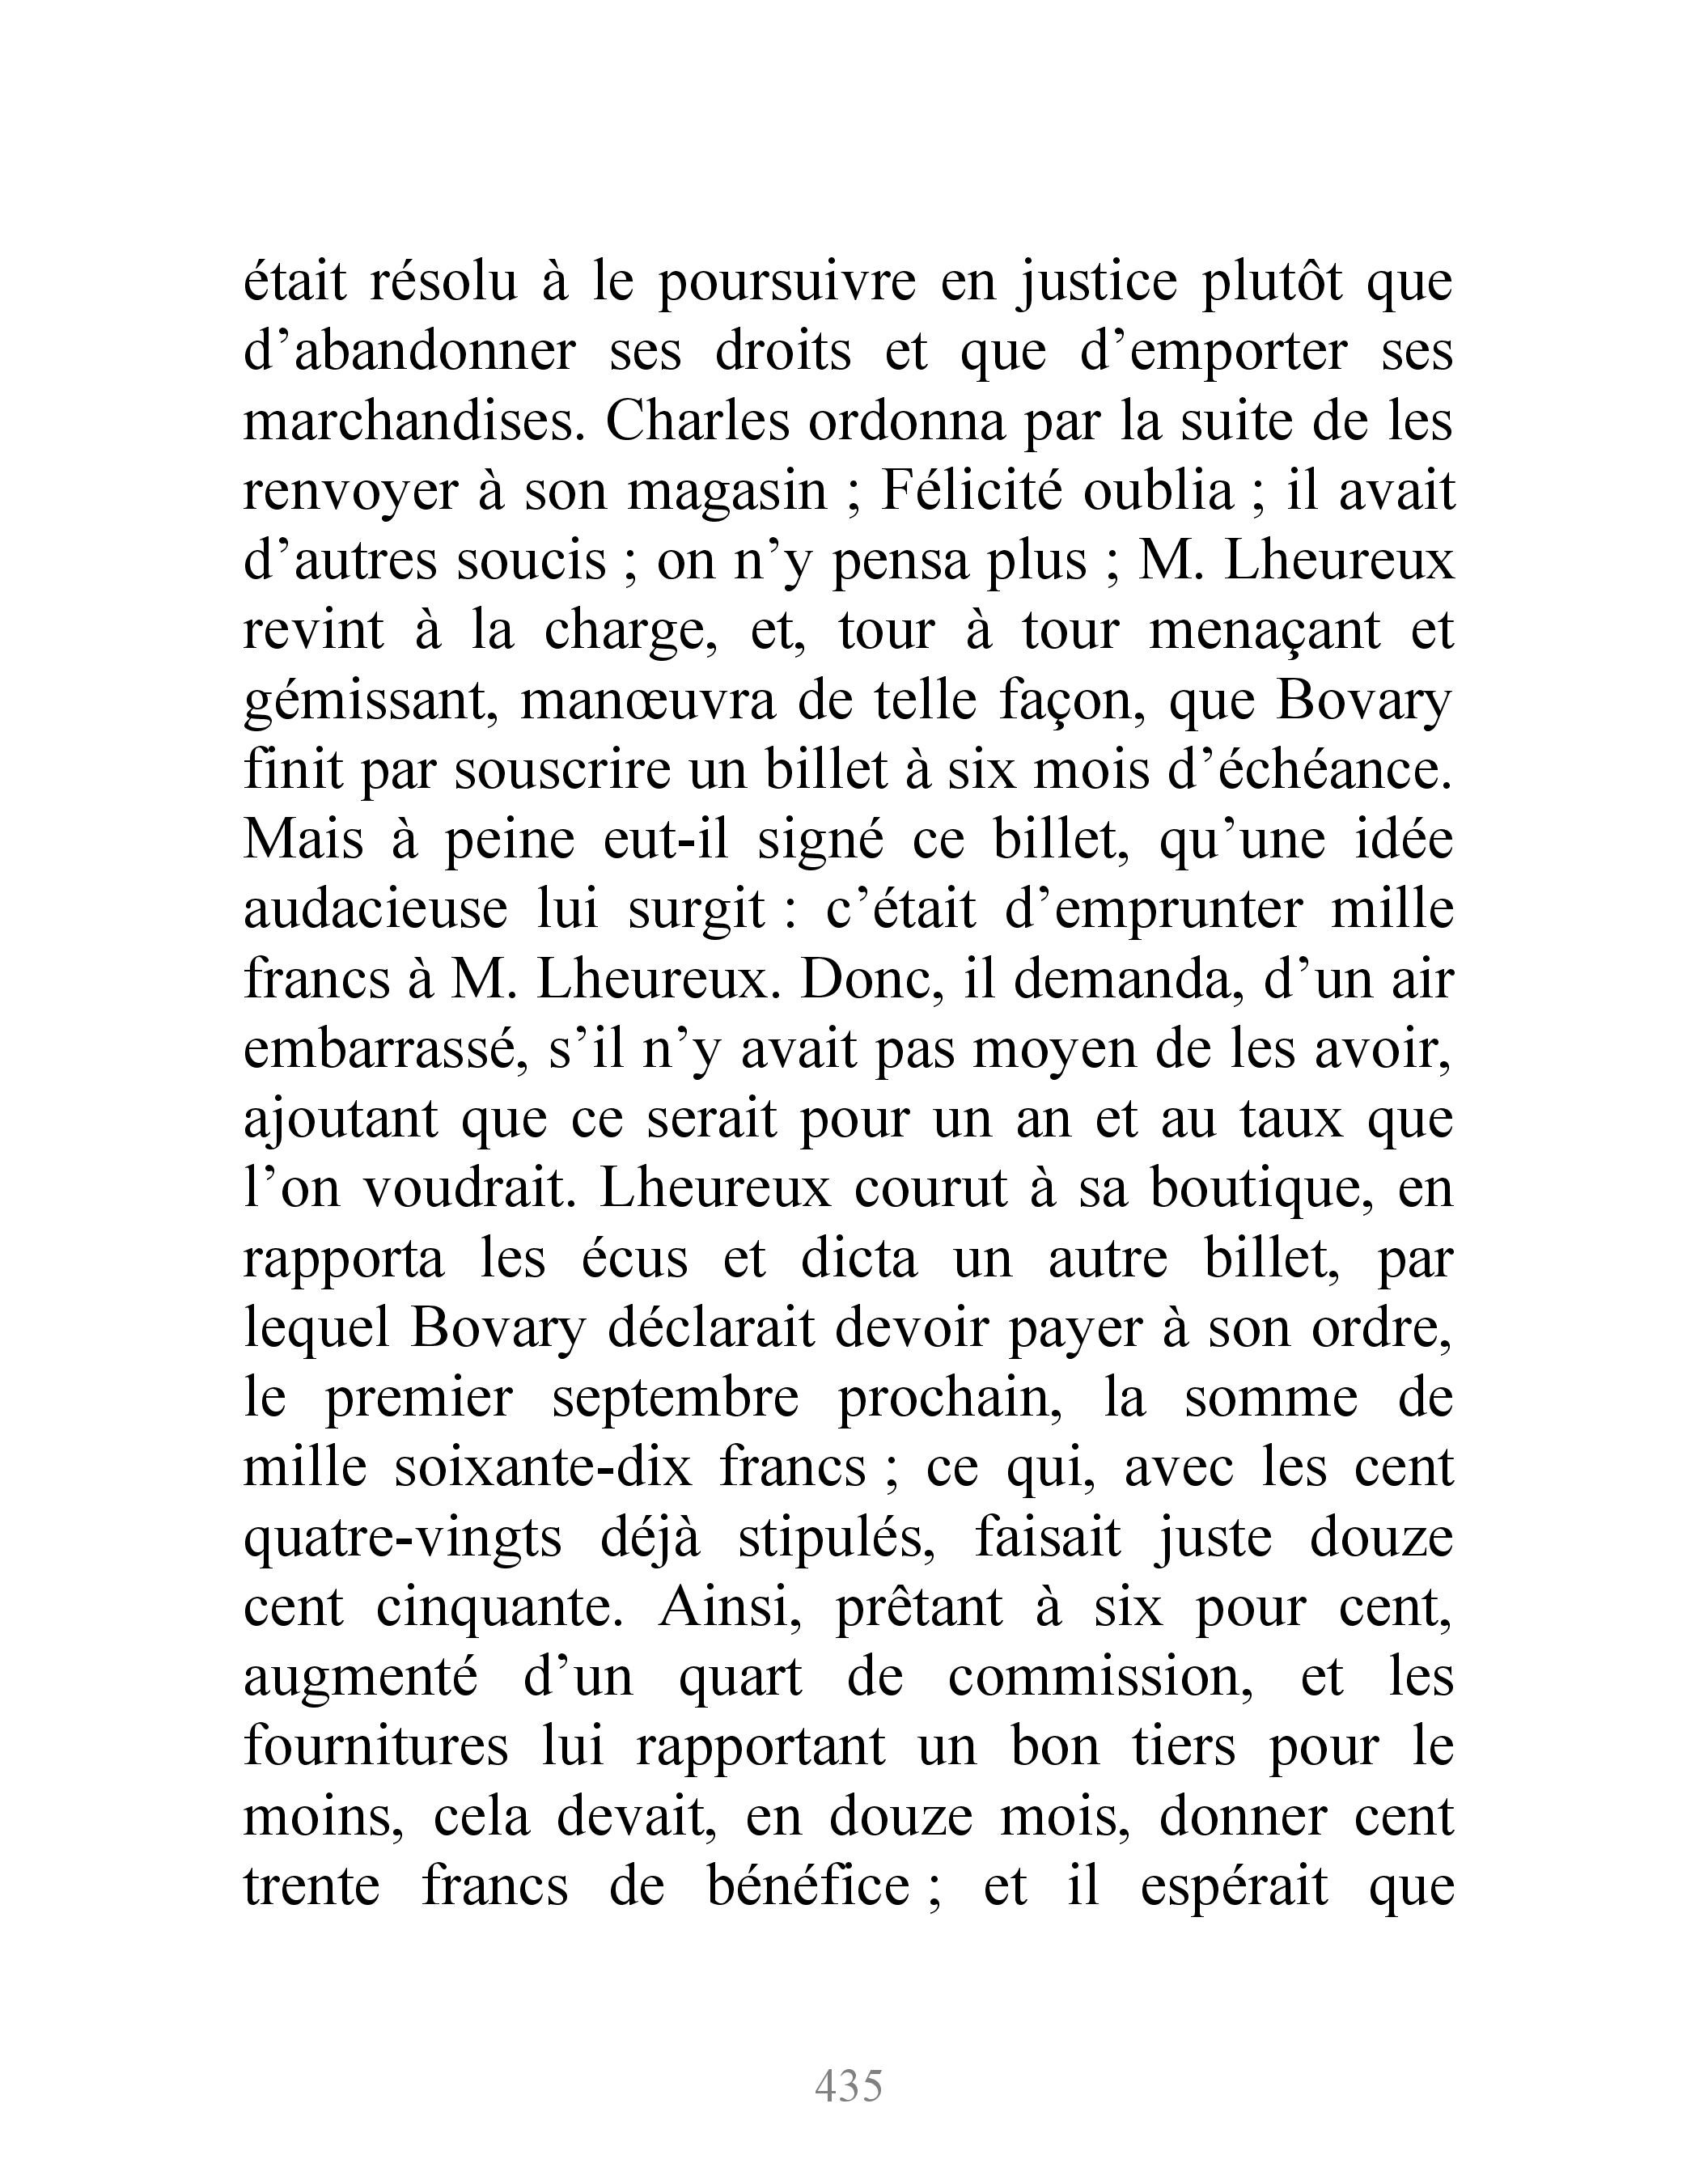 était résolu à le poursuivre en justice plutôt que
d’abandonner ses droits et que d’emporter ses
marchandises. Charles ordonna par la suite de les
renvoyer à son magasin ; Félicité oublia ; il avait
d’autres soucis ; on n’y pensa plus ; M. Lheureux
revint à la charge, et, tour à tour menaçant et
gémissant, manœuvra de telle façon, que Bovary
finit par souscrire un billet à six mois d’échéance.
Mais à peine eut-il signé ce billet, qu’une idée
audacieuse lui surgit : c’était d’emprunter mille
francs à M. Lheureux. Donc, il demanda, d’un air
embarrassé, s’il n’y avait pas moyen de les avoir,
ajoutant que ce serait pour un an et au taux que
l’on voudrait. Lheureux courut à sa boutique, en
rapporta les écus et dicta un autre billet, par
lequel Bovary déclarait devoir payer à son ordre,
le premier septembre prochain, la somme de
mille soixante-dix francs ; ce qui, avec les cent
quatre-vingts déjà stipulés, faisait juste douze
cent cinquante. Ainsi, prêtant à six pour cent,
augmenté d’un quart de commission, et les
fournitures lui rapportant un bon tiers pour le
moins, cela devait, en douze mois, donner cent
trente francs de bénéfice ; et il espérait que
435